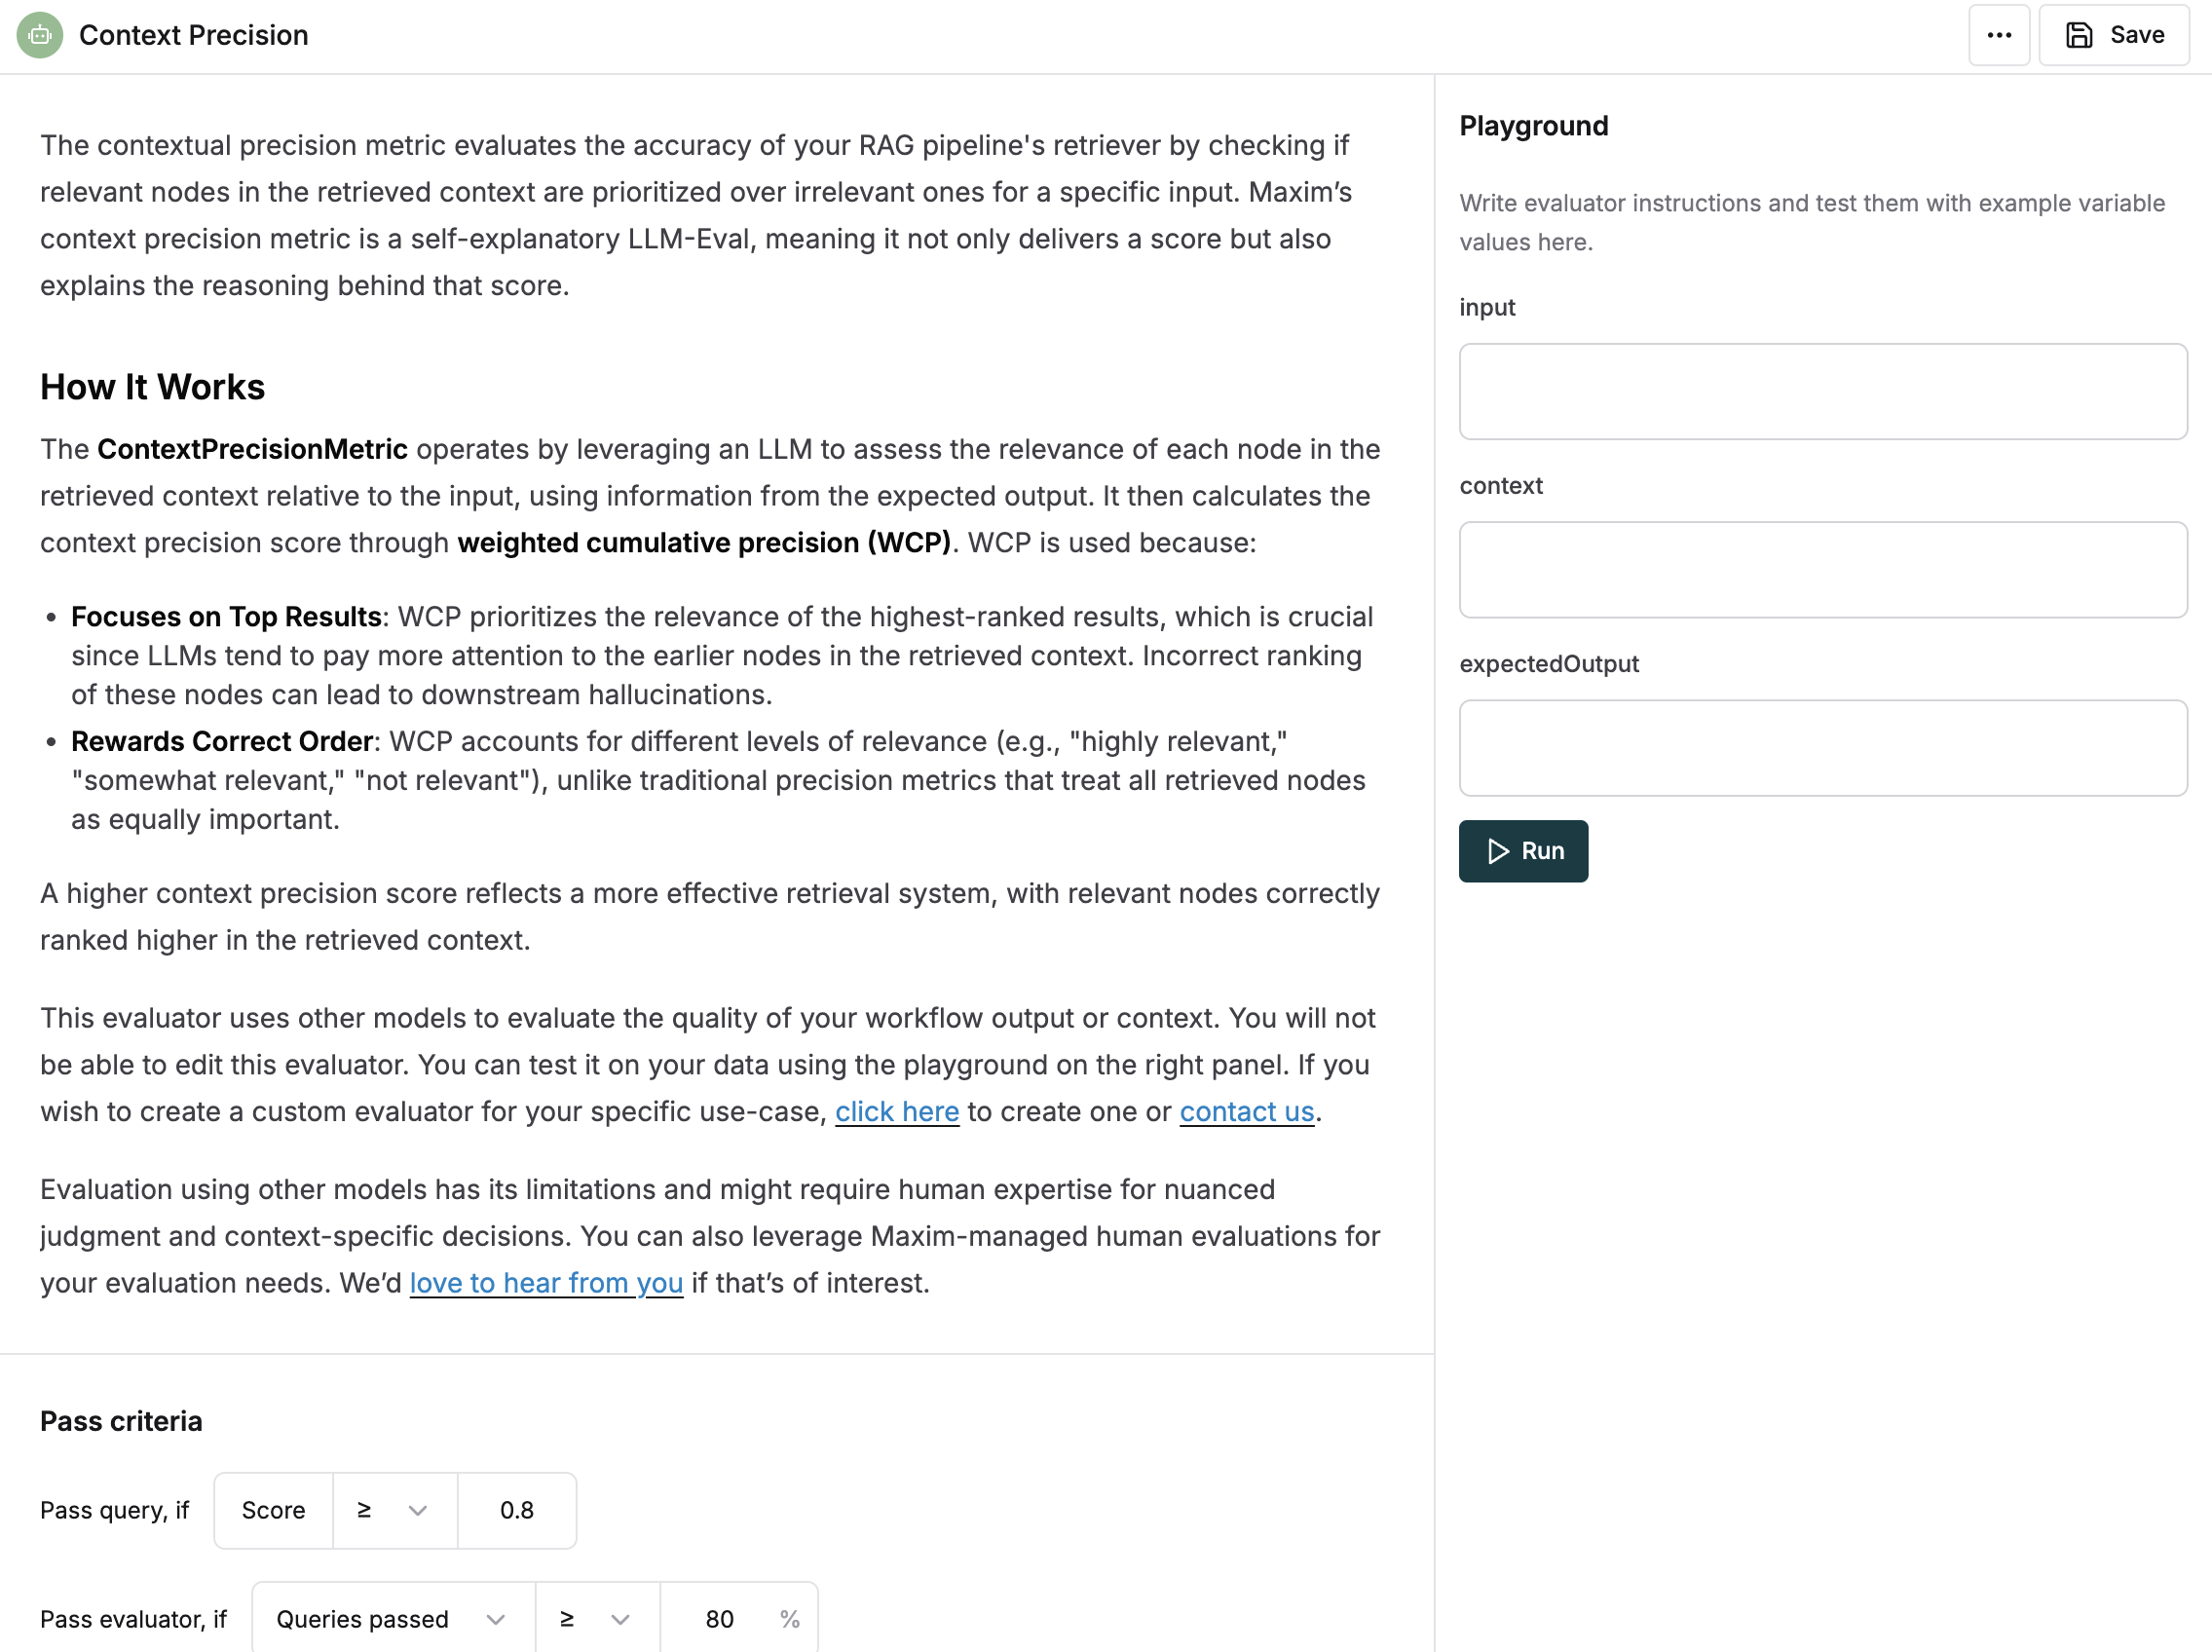 Context Precision
Save
The contextual precision metric evaluates the accuracy of your RAG pipeline's retriever by checking if
relevant nodes in the retrieved context are prioritized over irrelevant ones for a specific input. Maxim’s
context precision metric is a self-explanatory LLM-Eval, meaning it not only delivers a score but also
explains the reasoning behind that score.
How It Works
The ContextPrecisionMetric operates by leveraging an LLM to assess the relevance of each node in the
retrieved context relative to the input, using information from the expected output. It then calculates the
context precision score through weighted cumulative precision (WCP). WCP is used because:
• Focuses on Top Results: WCP prioritizes the relevance of the highest-ranked results, which is crucial
since LLMs tend to pay more attention to the earlier nodes in the retrieved context. Incorrect ranking
of these nodes can lead to downstream hallucinations.
• Rewards Correct Order: WCP accounts for different levels of relevance (e.g., "highly relevant,"
"somewhat relevant," "not relevant"), unlike traditional precision metrics that treat all retrieved nodes
as equally important.
A higher context precision score reflects a more effective retrieval system, with relevant nodes correctly
ranked higher in the retrieved context.
This evaluator uses other models to evaluate the quality of your workflow output or context. You will not
be able to edit this evaluator. You can test it on your data using the playground on the right panel. If you
wish to create a custom evaluator for your specific use-case, click here to create one or contact us.
Evaluation using other models has its limitations and might require human expertise for nuanced
judgment and context-specific decisions. You can also leverage Maxim-managed human evaluations for
your evaluation needs. We’d love to hear from you if that’s of interest.
Pass criteria
Pass query, if Score ≥ 0.8
Pass evaluator, if Queries passed ≥ 80 %
Playground
Write evaluator instructions and test them with example variable
values here.
input
context
expectedOutput
Run